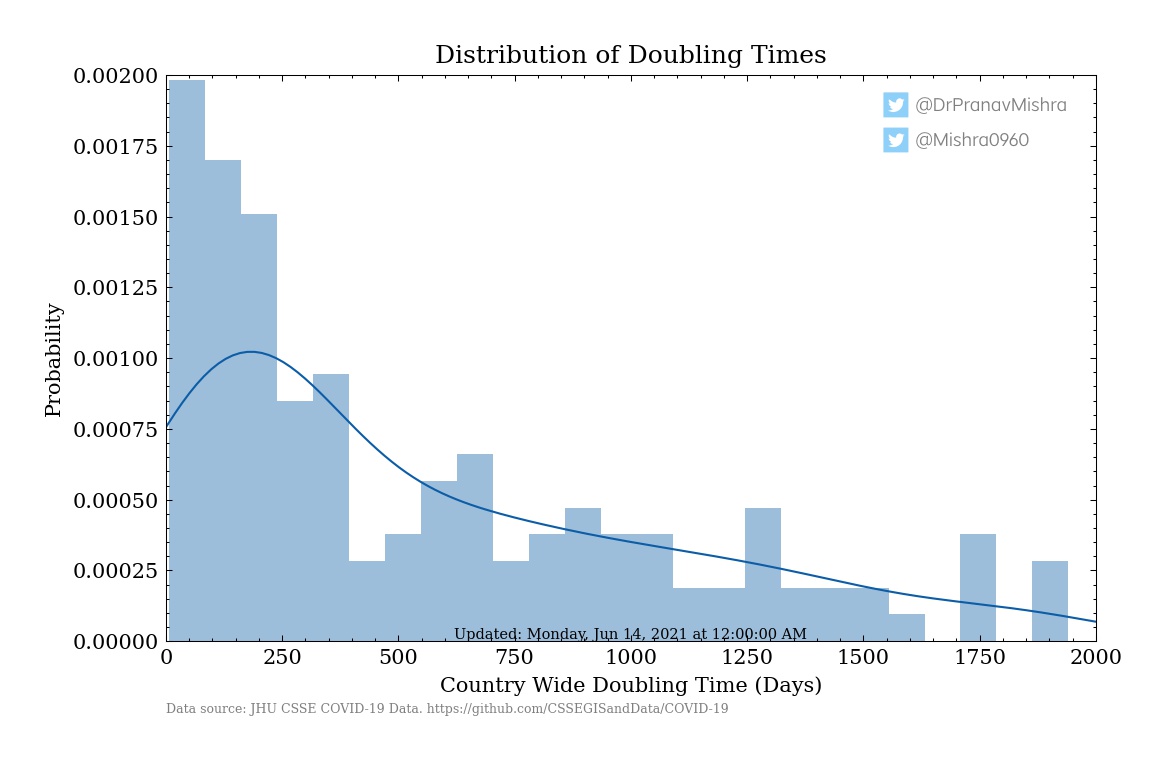 Distribution of Doubling Times
@DrPranavMishra
@Mishra0960
0.00200
0.00175
0.00150
0.00125
0.00100
0.00075
0.00050
0.00025
0.00000
Probability
Updated: Monday, Jun 14, 2021 at 12:00:00 AM
0 250 500 750 1000 1250 1500 1750 2000
Country Wide Doubling Time (Days)
Data source: JHU CSSE COVID-19 Data. https://github.com/CSSEGISandData/COVID-19